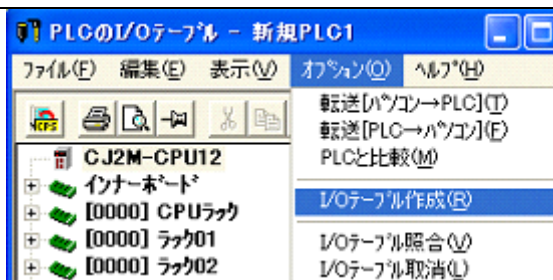 PLCのI/Oテーブル - 新規PLC1
ファイル(F) 編集(E) 表示(V) オプション(O) ヘルプ(H)
転送[パソコン→PLC](T)
転送[PLC→パソコン](F)
PLCと比較(M)
I/Oテーブル作成(R)
I/Oテーブル照合(V)
I/Oテーブル取消(L)
CPS
CJ2M-CPU12
インナーボード
[0000] CPUラック
[0000] ラック01
[0000] ラック02